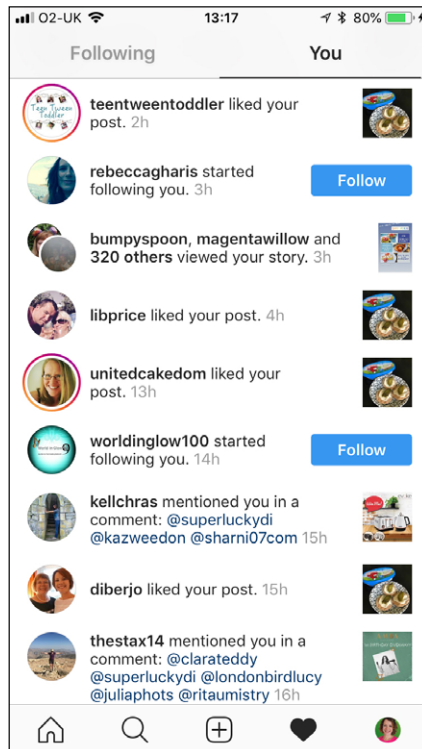 O2-UK 13:17 80%
Following You
Teen Tween
Toddler
teentweentoddler liked your
post. 2h
rebeccagharis started
following you. 3h
Follow
bumpyspoon, magentawillow and
320 others viewed your story. 3h
libprice liked your post. 4h
unitedcakedom liked your
post. 13h
worldinglow100 started
following you. 14h
Follow
kellchras mentioned you in a
comment: @superluckydi
@kazweedon @sharni07com 15h
diberjo liked your post. 15h
thestax14 mentioned you in a
comment: @clarateddy
@superluckydi @londonbirdlucy
@juliaphots @ritaumistry 16h